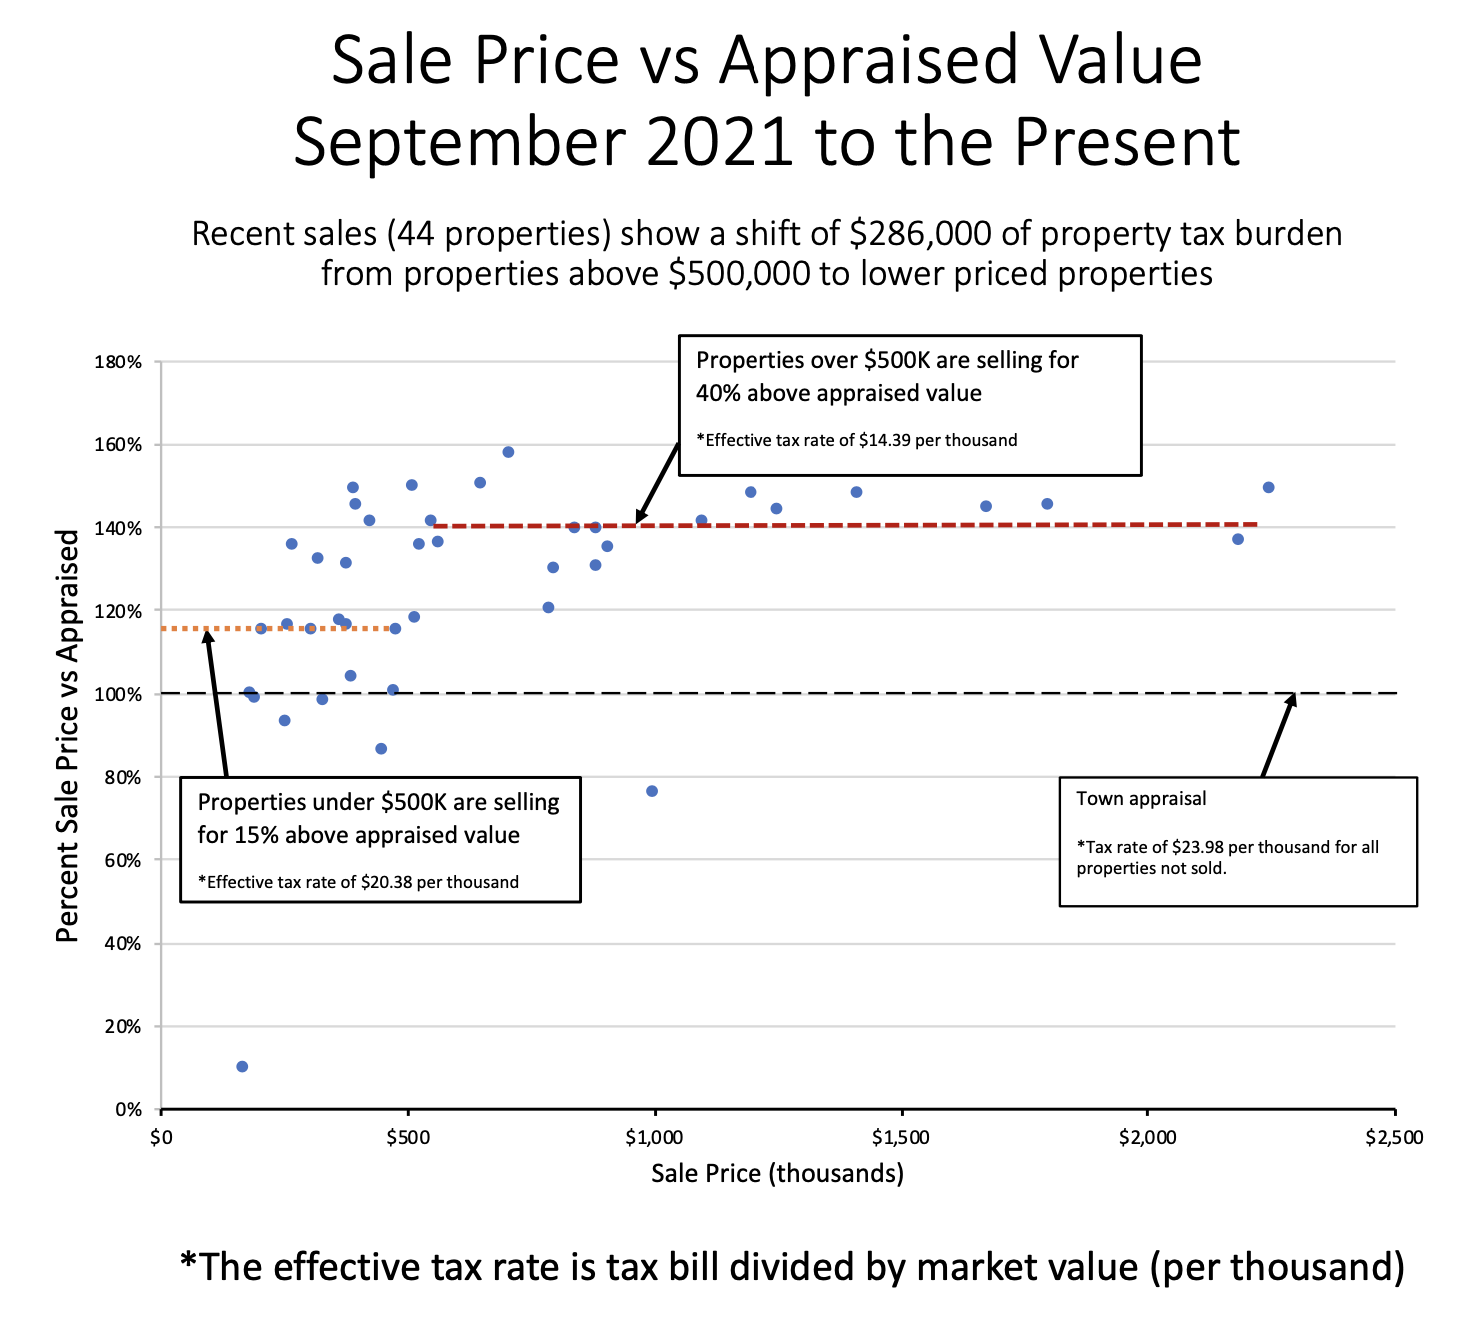 Sale Price vs Appraised Value
September 2021 to the Present
Recent sales (44 properties) show a shift of $286,000 of property tax burden
from properties above $500,000 to lower priced properties
Properties over $500K are selling for
40% above appraised value
*Effective tax rate of $14.39 per thousand
180%
160%
140%
120%
100%
80%
60%
40%
20%
0%
Percent Sale Price vs Appraised
Properties under $500K are selling
for 15% above appraised value
*Effective tax rate of $20.38 per thousand
Town appraisal
*Tax rate of $23.98 per thousand for all
properties not sold.
$0
$500
$1,000
$1,500
$2,000
$2,500
Sale Price (thousands)
*The effective tax rate is tax bill divided by market value (per thousand)